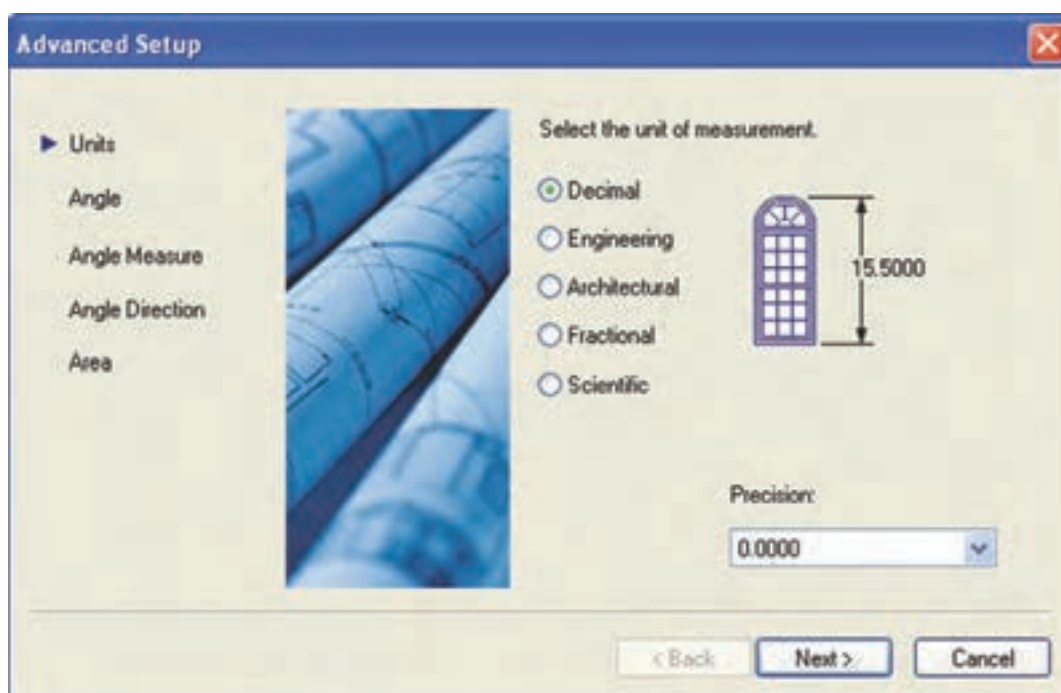 Advanced Setup
Units
Angle
Angle Measure
Angle Direction
Area
Select the unit of measurement.
Decimal
Engineering
Architectural
Fractional
Scientific
15.5000
Precision:
0.0000
< Back
Next >
Cancel